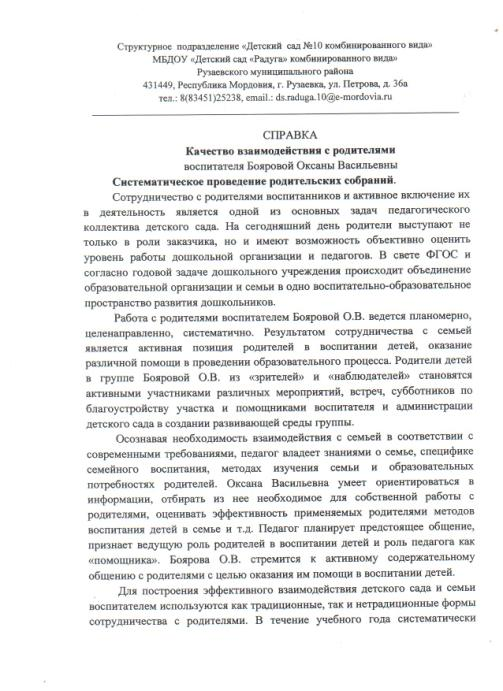 Структурное подразделение «Детский сад №10 комбинированного вида»
МБДОУ «Детский сад «Радуга» комбинированного вида»
Рузаевского муниципального района
431449, Республика Мордовия, г. Рузаевка, ул. Петрова, д. 36а
тел.: 8(83451)25238, email.: ds.raduga.10@e-mordovia.ru
СПРАВКА
Качество взаимодействия с родителями
воспитателя Бояровой Оксаны Васильевны
Систематическое проведение родительских собраний.
Сотрудничество с родителями воспитанников и активное включение их
в деятельность является одной из основных задач педагогического
коллектива детского сада. На сегодняшний день родители выступают не
только в роли заказчика, но и имеют возможность объективно оценить
уровень работы дошкольной организации и педагогов. В свете ФГОС и
согласно годовой задаче дошкольного учреждения происходит объединение
образовательной организации и семьи в одно воспитательно-образовательное
пространство развития дошкольников.
Работа с родителями воспитателем Бояровой О.В. ведется планомерно,
целенаправленно, систематично. Результатом сотрудничества с семьей
является активная позиция родителей в воспитании детей, оказание
различной помощи в проведении образовательного процесса. Родители детей
в группе Бояровой О.В. из «зрителей» и «наблюдателей» становятся
активными участниками различных мероприятий, встреч, субботников по
благоустройству участка и помощниками воспитателя и администрации
детского сада в создании развивающей среды группы.
Осознавая необходимость взаимодействия с семьей в соответствии с
современными требованиями, педагог владеет знаниями о семье, специфике
семейного воспитания, методах изучения семьи и образовательных
потребностях родителей. Оксана Васильевна умеет ориентироваться в
информации, отбирать из нее необходимое для собственной работы с
родителями, оценивать эффективность применяемых родителями методов
воспитания детей в семье и т.д. Педагог планирует предстоящее общение,
признает ведущую роль родителей в воспитании детей и роль педагога как
«помощника». Боярова О.В. стремится к активному содержательному
общению с родителями с целью оказания им помощи в воспитании детей.
Для построения эффективного взаимодействия детского сада и семьи
воспитателем используются как традиционные, так и нетрадиционные формы
сотрудничества с родителями. В течение учебного года систематически